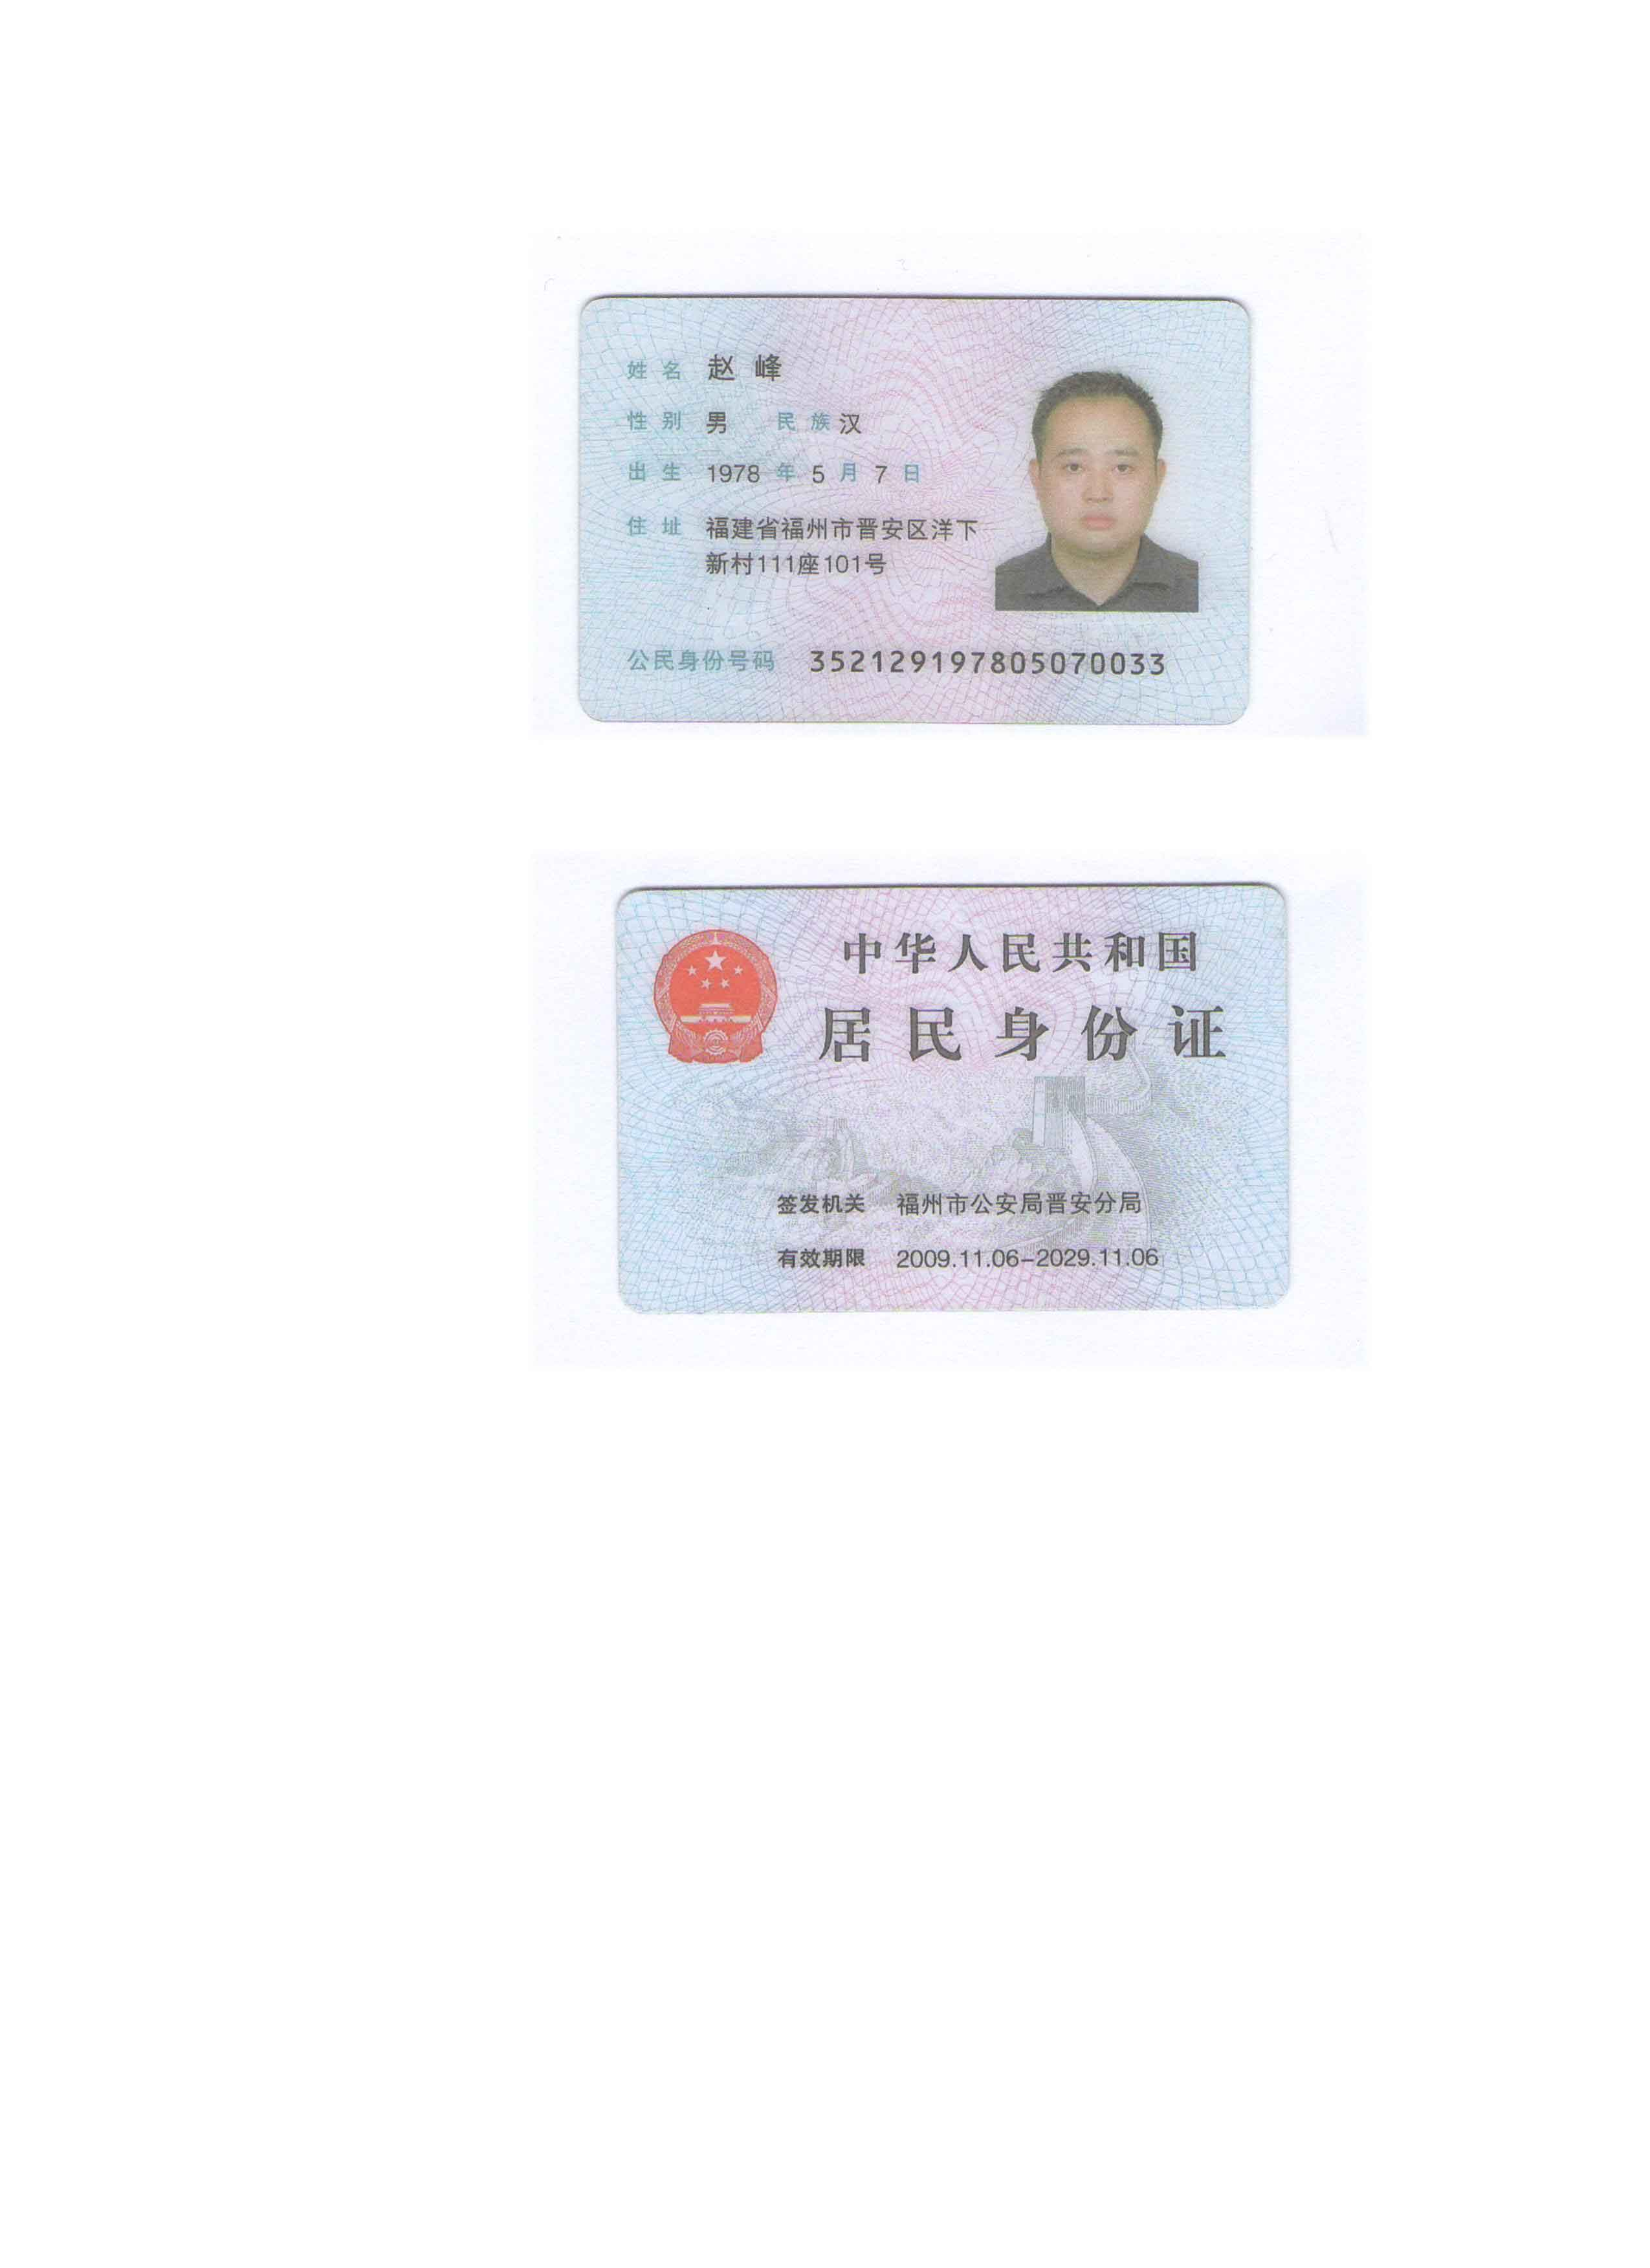 姓名 赵峰
性别 男 民族 汉
出生 1978 年 5 月 7 日
住址 福建省福州市晋安区洋下
新村111座101号
公民身份号码 352129197805070033
中华人民共和国
居民身份证
签发机关 福州市公安局晋安分局
有效期限 2009.11.06-2029.11.06